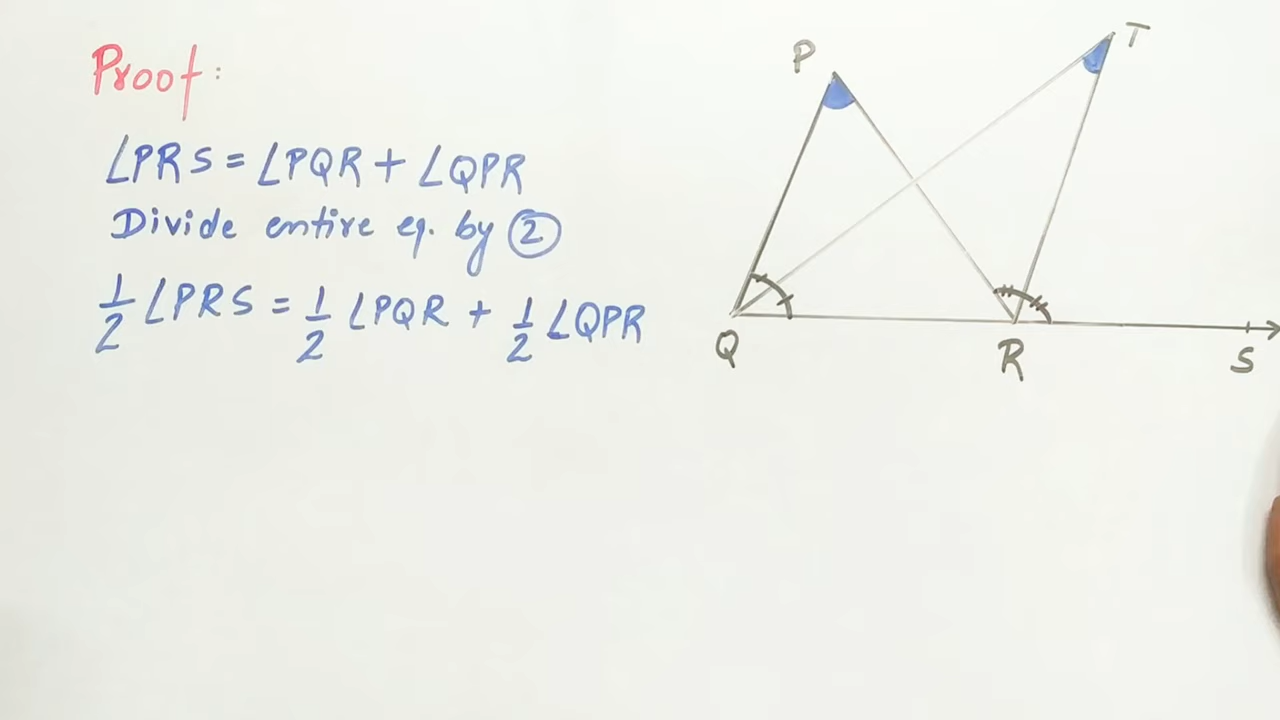 Proof:
∠PRS = ∠PQR + ∠QPR
Divide entire eq. by ②
1/2 ∠PRS = 1/2 ∠PQR + 1/2 ∠QPR
P
T
Q
R
S